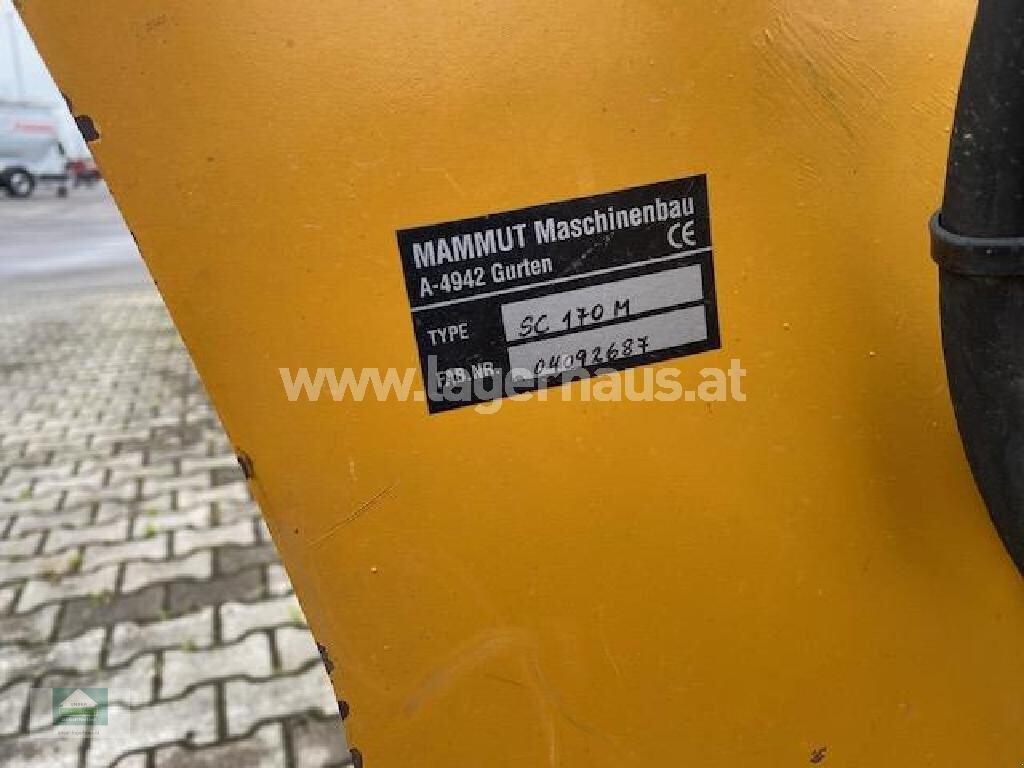 MAMMUT Maschinenbau
CE
A-4942 Gurten
TYPE SC 170 M
FAB.NR. 04092687
www.lagerhaus.at